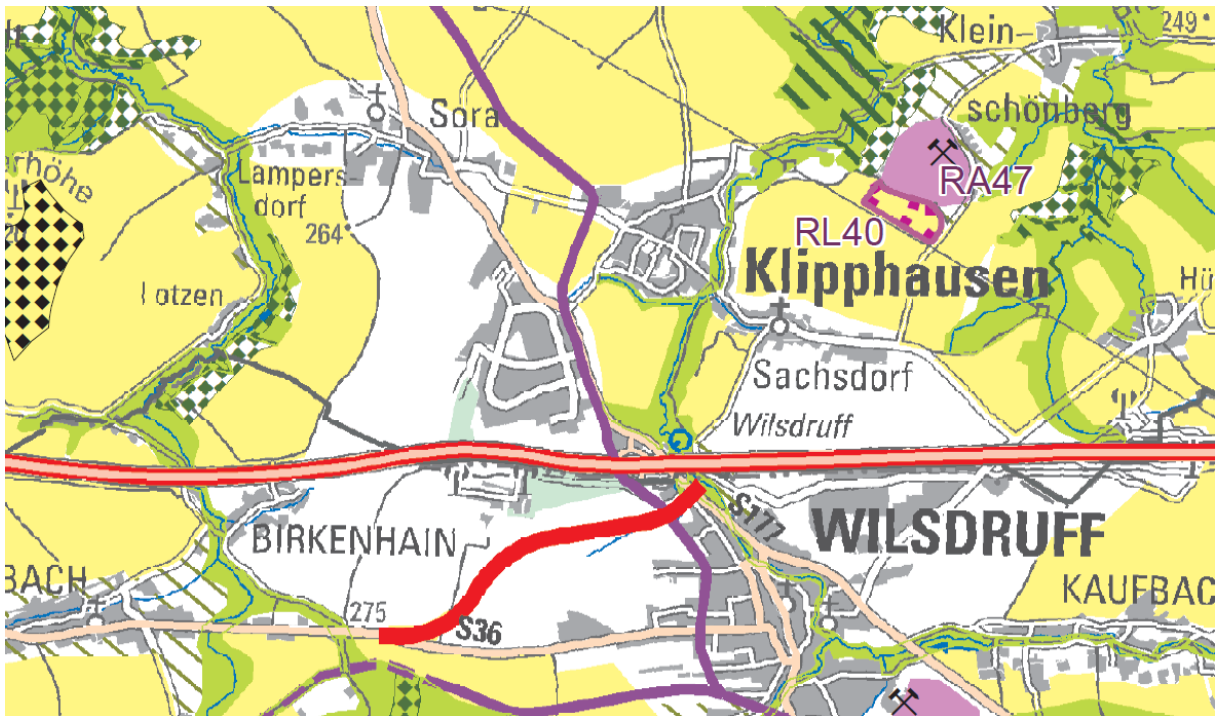 Klein-
249
schönberg
Sora
RA47
Lampers-
dorf
264
RL40
Klipphausen
Hü
Lotzen
Sachsdorf
Wilsdruff
S177
WILSDRUFF
BIRKENHAIN
BACH
KAUFBAC
275
S36